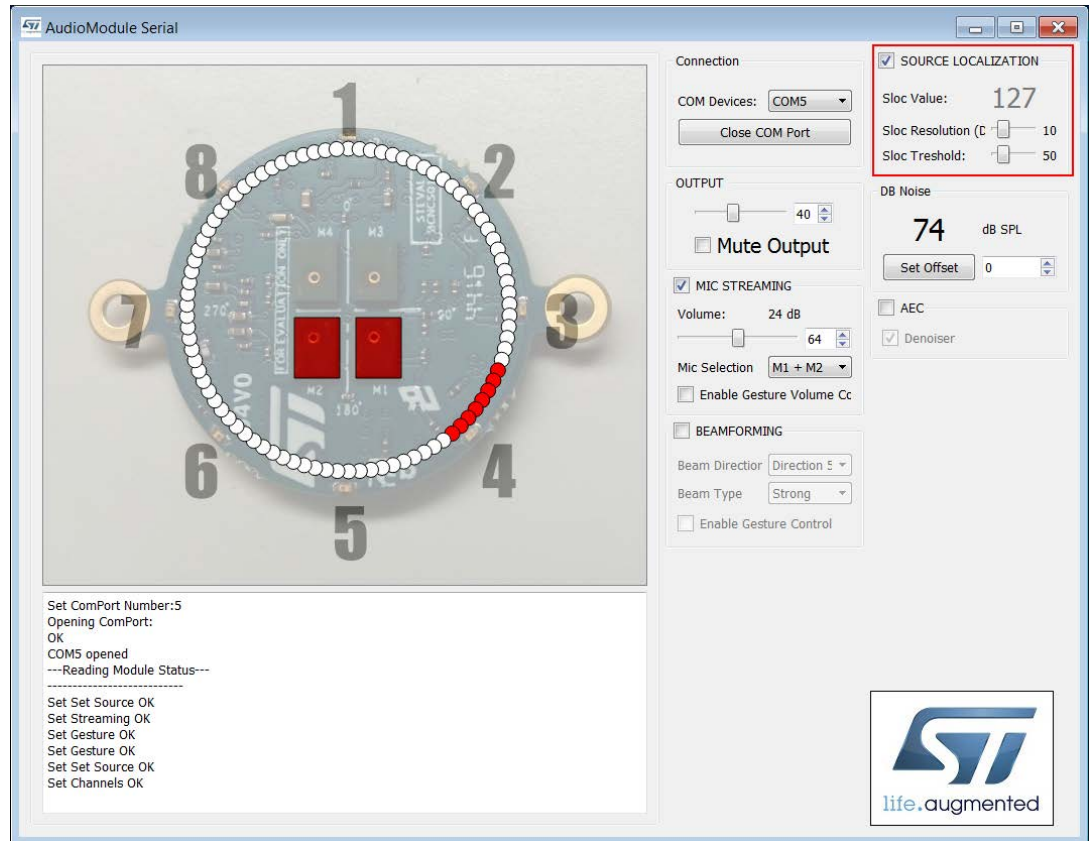 AudioModule Serial
1
2
3
4
5
6
7
8
STEVAL
FOR EVALUATION ONLY
M4
M3
0°
270°
90°
M2
M1
180°
4V0
Set ComPort Number:5
Opening ComPort:
OK
COM5 opened
---Reading Module Status---
---------------------------
Set Set Source OK
Set Streaming OK
Set Gesture OK
Set Gesture OK
Set Set Source OK
Set Channels OK
Connection
COM Devices: COM5
Close COM Port
OUTPUT
40
Mute Output
MIC STREAMING
Volume: 24 dB
64
Mic Selection M1 + M2
Enable Gesture Volume Cc
BEAMFORMING
Beam Directior Direction 5
Beam Type Strong
Enable Gesture Control
SOURCE LOCALIZATION
Sloc Value: 127
Sloc Resolution (D 10
Sloc Treshold: 50
DB Noise
74 dB SPL
Set Offset 0
AEC
Denoiser
ST
life.augmented